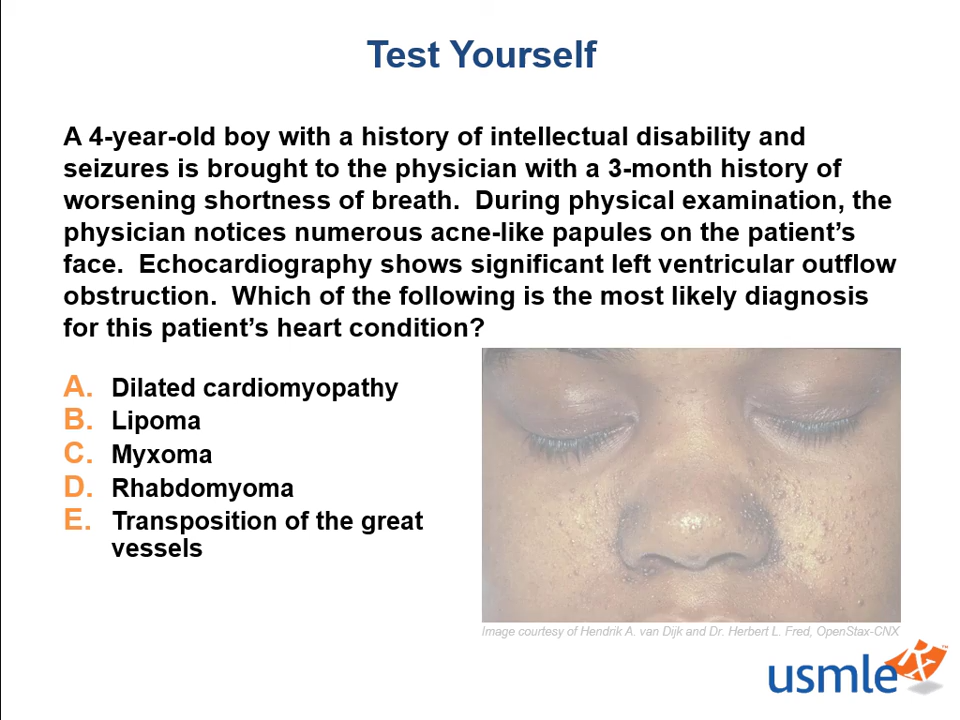 Test Yourself
A 4-year-old boy with a history of intellectual disability and
seizures is brought to the physician with a 3-month history of
worsening shortness of breath.  During physical examination, the
physician notices numerous acne-like papules on the patient's
face.  Echocardiography shows significant left ventricular outflow
obstruction.  Which of the following is the most likely diagnosis
for this patient's heart condition?
A. Dilated cardiomyopathy
B. Lipoma
C. Myxoma
D. Rhabdomyoma
E. Transposition of the great
vessels
Image courtesy of Hendrik A. van Dijk and Dr. Herbert L. Fred, OpenStax-CNX
usmle Rx™